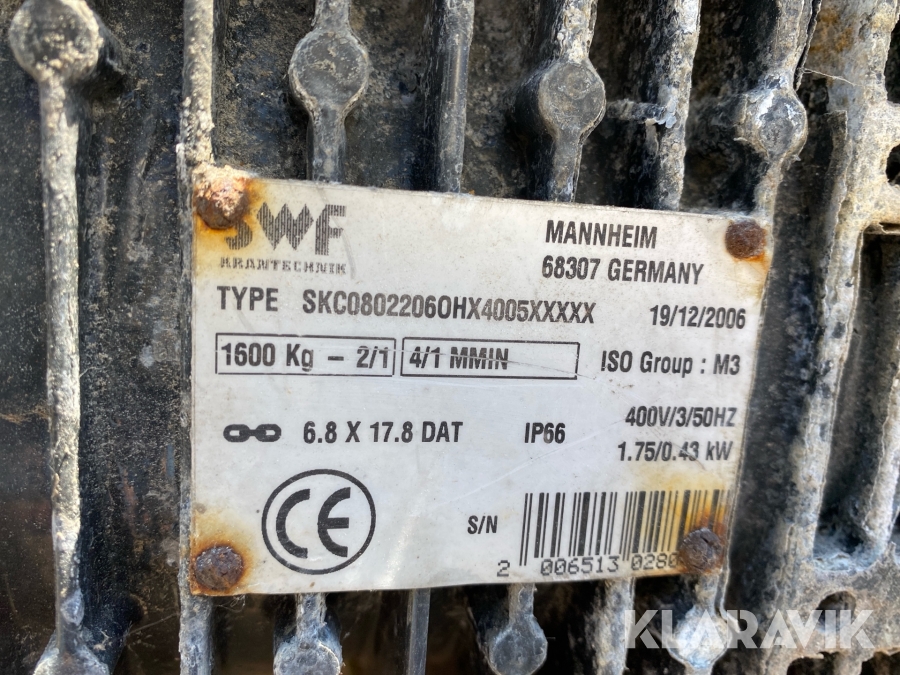 SWF
KRANTECHNIK
MANNHEIM
68307 GERMANY
TYPE SKC0802206OHX4005XXXXX 19/12/2006
1600 Kg - 2/1 4/1 MMIN ISO Group : M3
6.8 X 17.8 DAT IP66 400V/3/50HZ
1.75/0.43 kW
CE
S/N
2 006513 0280
KLARAVIK